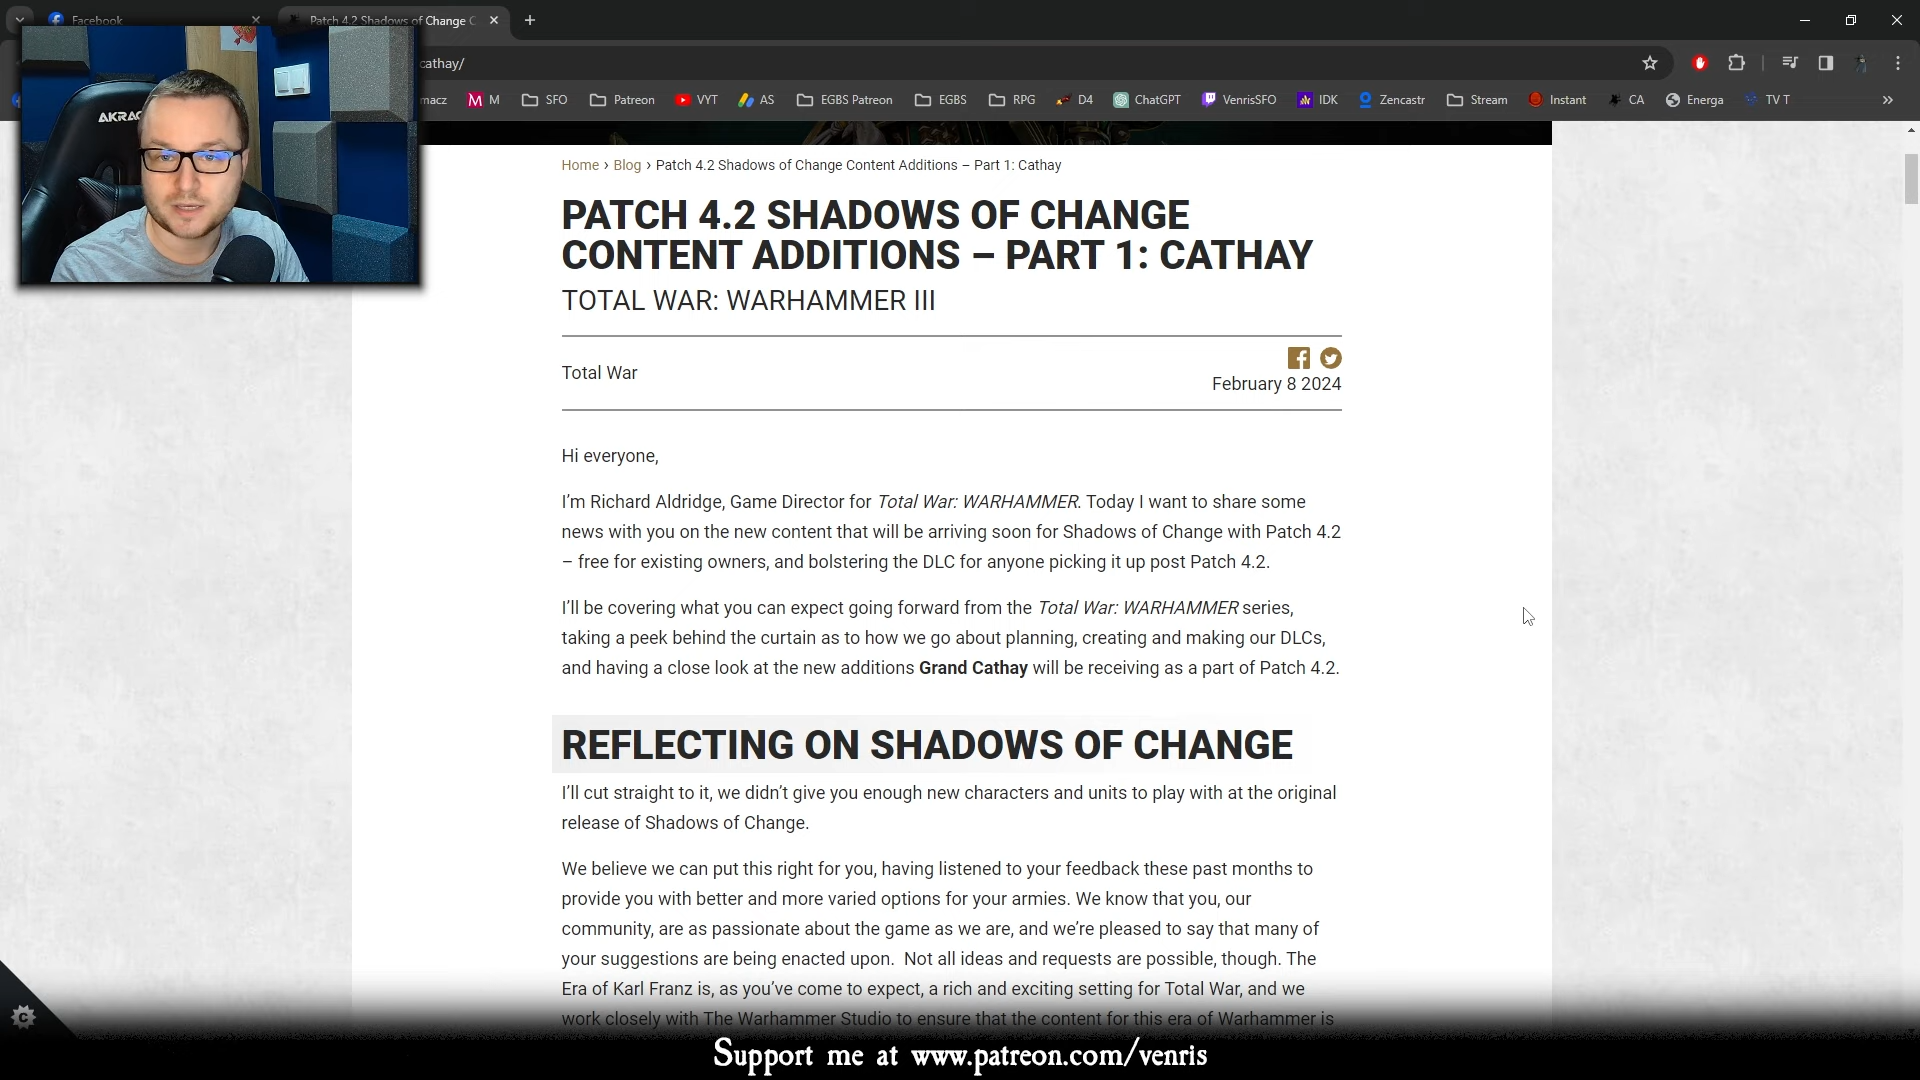 Facebook
Patch 4.2 Shadows of Change C
cathay/
macz
M
SFO
Patreon
VYT
AS
EGBS Patreon
EGBS
RPG
D4
ChatGPT
VenrisSFO
IDK
Zencastr
Stream
Instant
CA
Energa
TV T
»
AKRAC
Home › Blog › Patch 4.2 Shadows of Change Content Additions – Part 1: Cathay
PATCH 4.2 SHADOWS OF CHANGE
CONTENT ADDITIONS – PART 1: CATHAY
TOTAL WAR: WARHAMMER III
Total War
February 8 2024
Hi everyone,
I’m Richard Aldridge, Game Director for Total War: WARHAMMER. Today I want to share some
news with you on the new content that will be arriving soon for Shadows of Change with Patch 4.2
– free for existing owners, and bolstering the DLC for anyone picking it up post Patch 4.2.
I’ll be covering what you can expect going forward from the Total War: WARHAMMER series,
taking a peek behind the curtain as to how we go about planning, creating and making our DLCs,
and having a close look at the new additions Grand Cathay will be receiving as a part of Patch 4.2.
REFLECTING ON SHADOWS OF CHANGE
I’ll cut straight to it, we didn’t give you enough new characters and units to play with at the original
release of Shadows of Change.
We believe we can put this right for you, having listened to your feedback these past months to
provide you with better and more varied options for your armies. We know that you, our
community, are as passionate about the game as we are, and we’re pleased to say that many of
your suggestions are being enacted upon.  Not all ideas and requests are possible, though. The
Era of Karl Franz is, as you’ve come to expect, a rich and exciting setting for Total War, and we
work closely with The Warhammer Studio to ensure that the content for this era of Warhammer is
Support me at www.patreon.com/venris